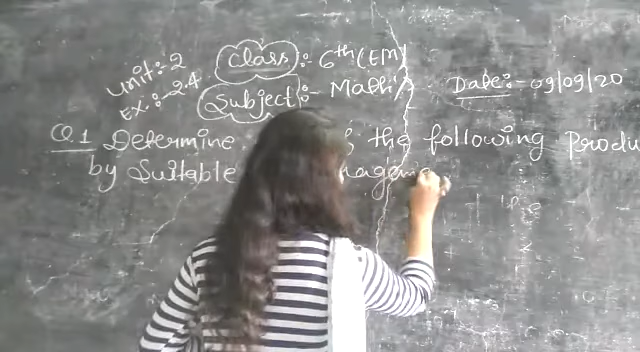 Unit:-2
Ex.:-2.4
Class:- 6th(EM)
Subject:- Math
Date:- 09/09/20
Q.1 Determine the following Produ
by Suitable